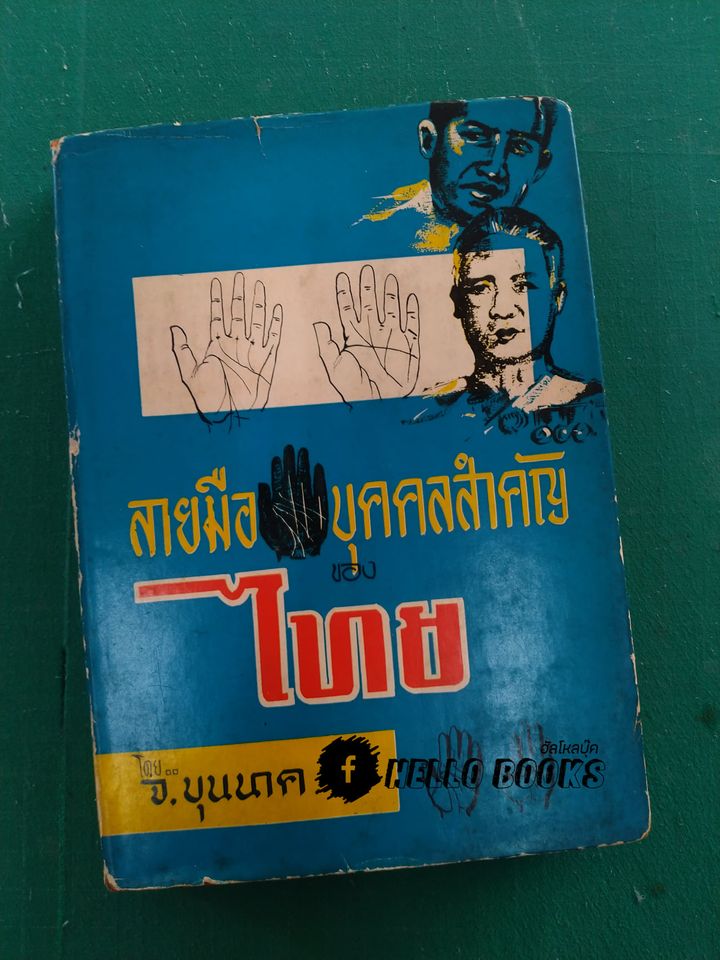 ลายมือบุคคลสำคัญ
ของ
ไทย
โดย
จ.ขุนนาค
f
ฮัลโหลบุ๊ค
HELLO BOOKS